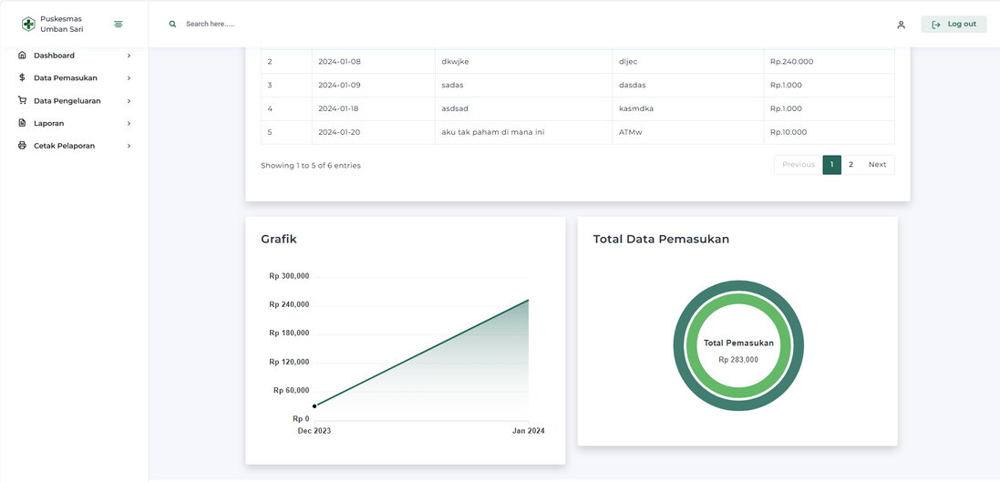 Puskesmas
Umban Sari
Search here.....
Log out
Dashboard
Data Pemasukan
Data Pengeluaran
Laporan
Cetak Pelaporan
2 2024-01-08 dkwjke dljec Rp.240.000
3 2024-01-09 sadas dasdas Rp.1.000
4 2024-01-18 asdsad kasmdka Rp.1.000
5 2024-01-20 aku tak paham di mana ini ATMw Rp.10.000
Showing 1 to 5 of 6 entries
Previous 1 2 Next
Grafik
Rp 300,000
Rp 240,000
Rp 180,000
Rp 120,000
Rp 60,000
Rp 0
Dec 2023 Jan 2024
Total Data Pemasukan
Total Pemasukan
Rp 283,000